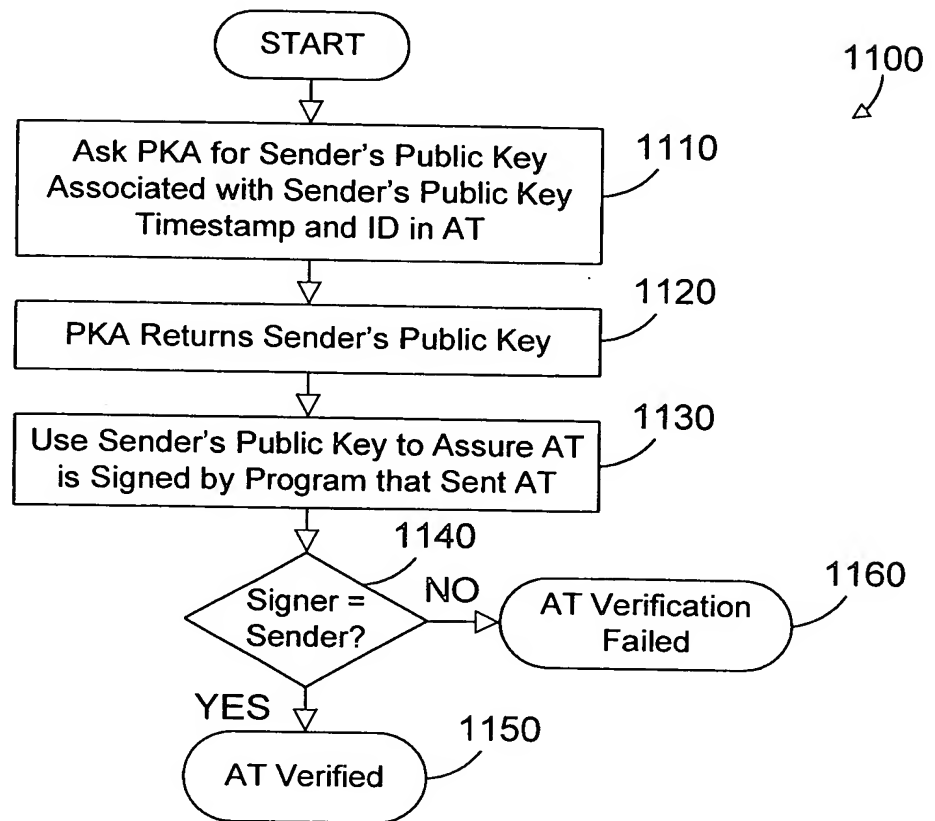 START
1100
Ask PKA for Sender's Public Key
Associated with Sender's Public Key
Timestamp and ID in AT
1110
PKA Returns Sender's Public Key
1120
Use Sender's Public Key to Assure AT
is Signed by Program that Sent AT
1130
1140
Signer =
Sender?
NO
AT Verification
Failed
1160
YES
AT Verified
1150